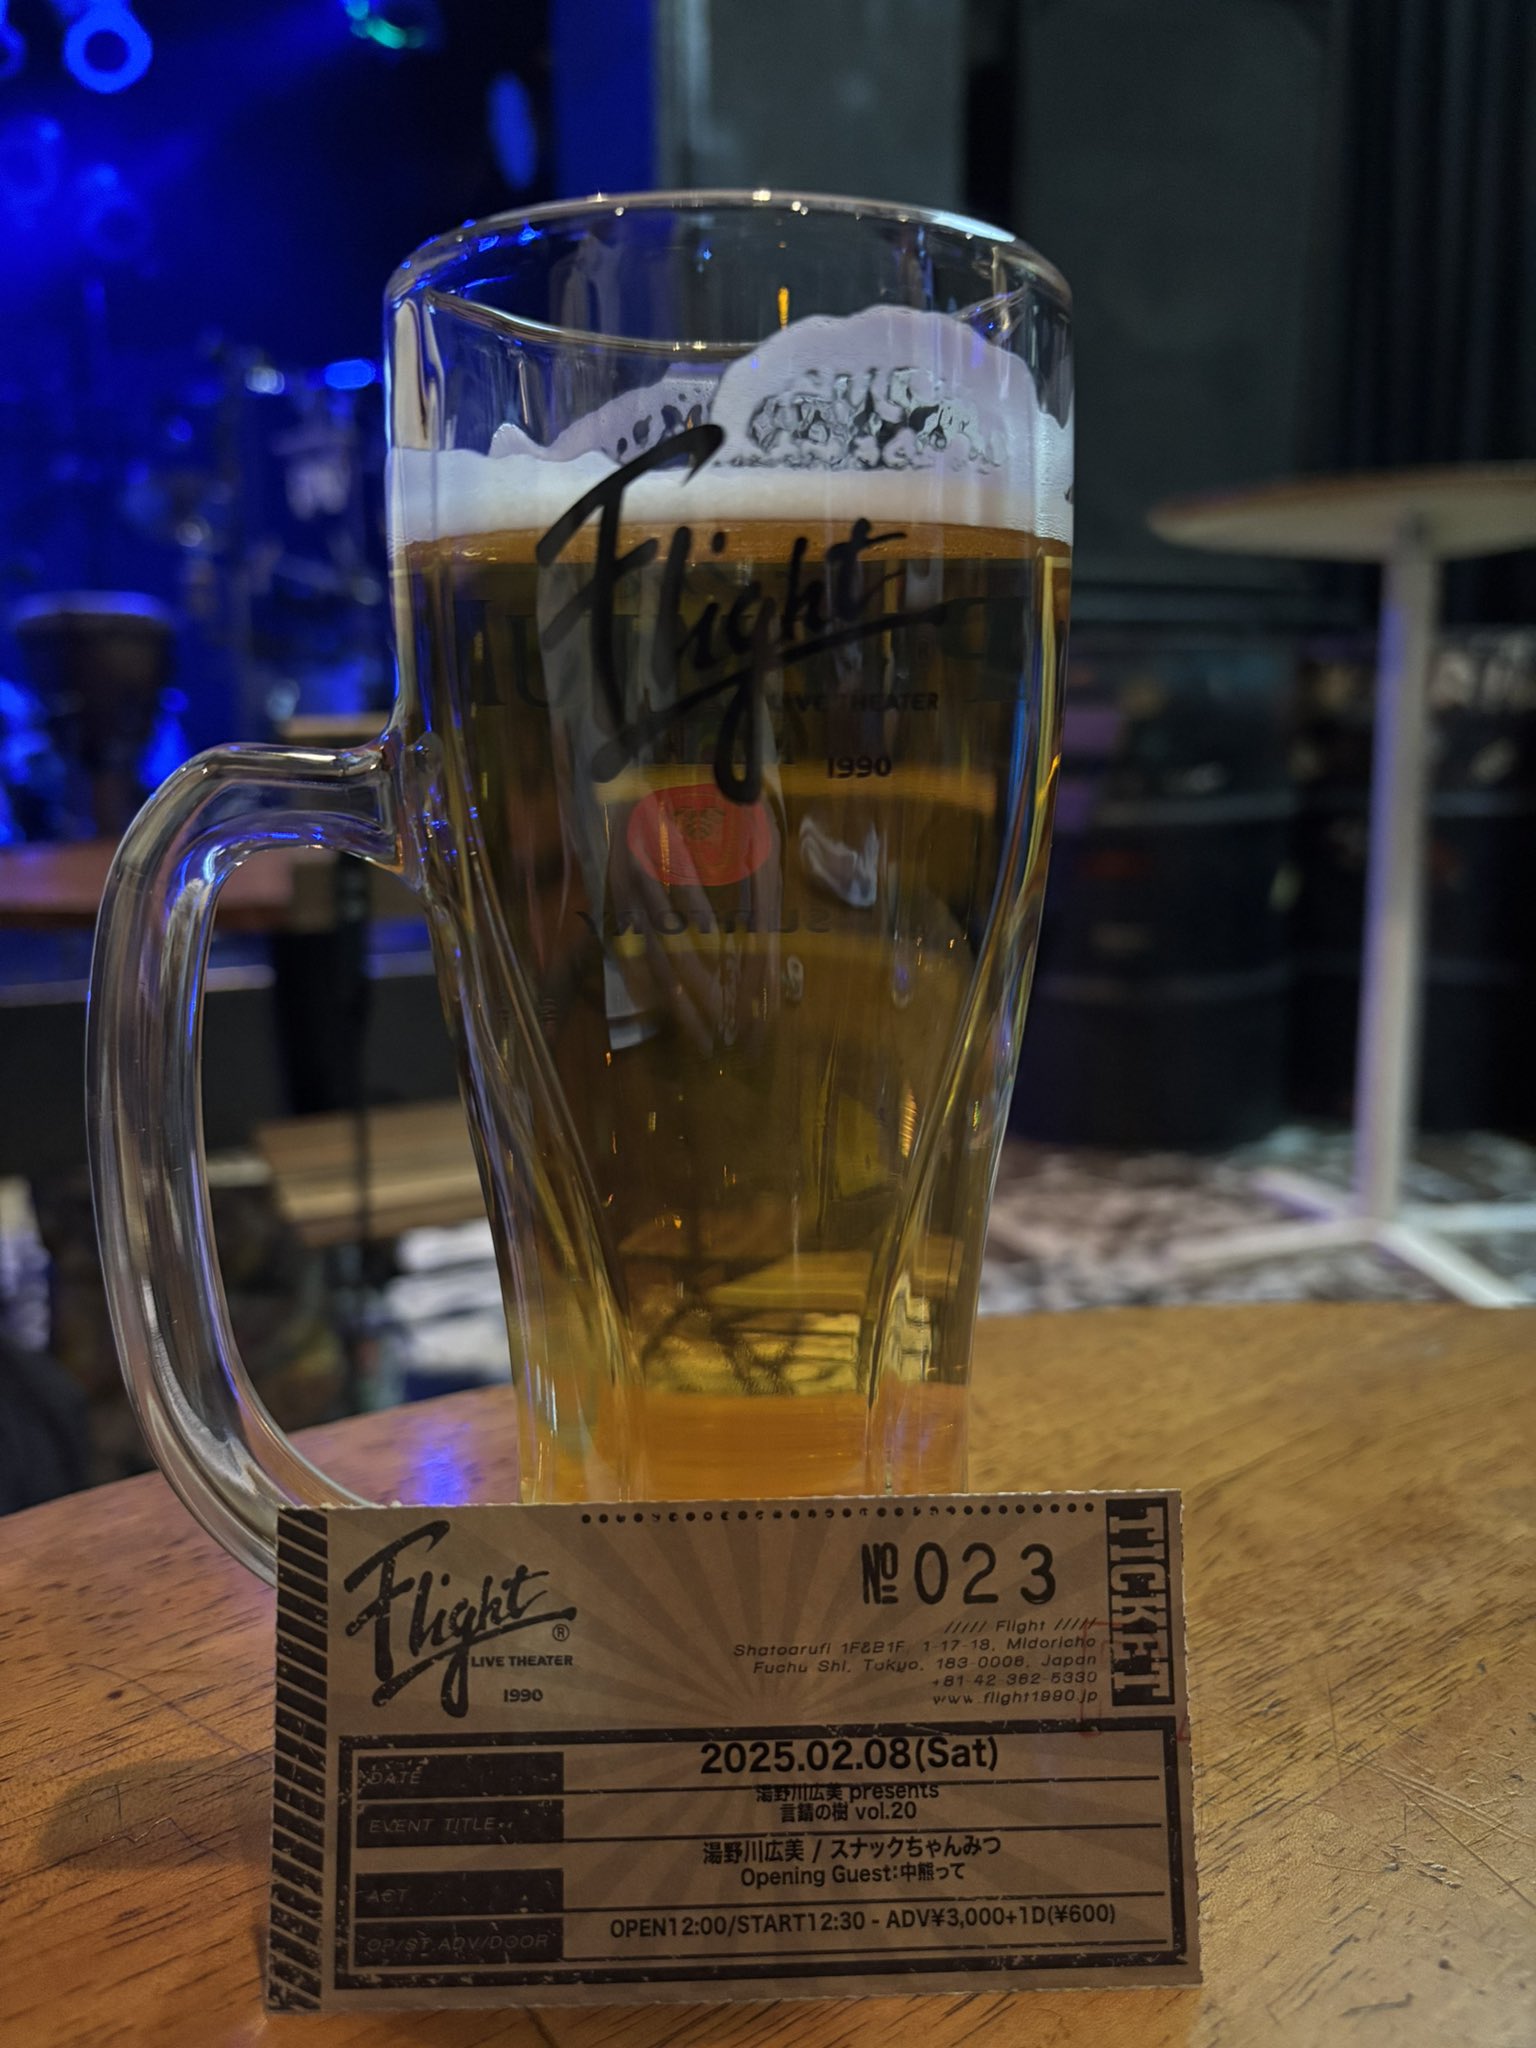 Flight
LIVE THEATER
1990
SUNTORY
Flight®
LIVE THEATER
1990
№023
TICKET
///// Flight /////
Shatoarufi 1F&B1F, 1-17-18, Midoricho
Fuchu Shi, Tokyo, 183-0006, Japan
+81-42-362-5330
www.flight1990.jp
DATE
2025.02.08(Sat)
EVENT TITLE
湯野川広美 presents
言錆の樹 vol.20
ACT
湯野川広美 / スナックちゃんみつ
Opening Guest:中熊って
OP/ST ADV/DOOR
OPEN12:00/START12:30 - ADV¥3,000+1D(¥600)